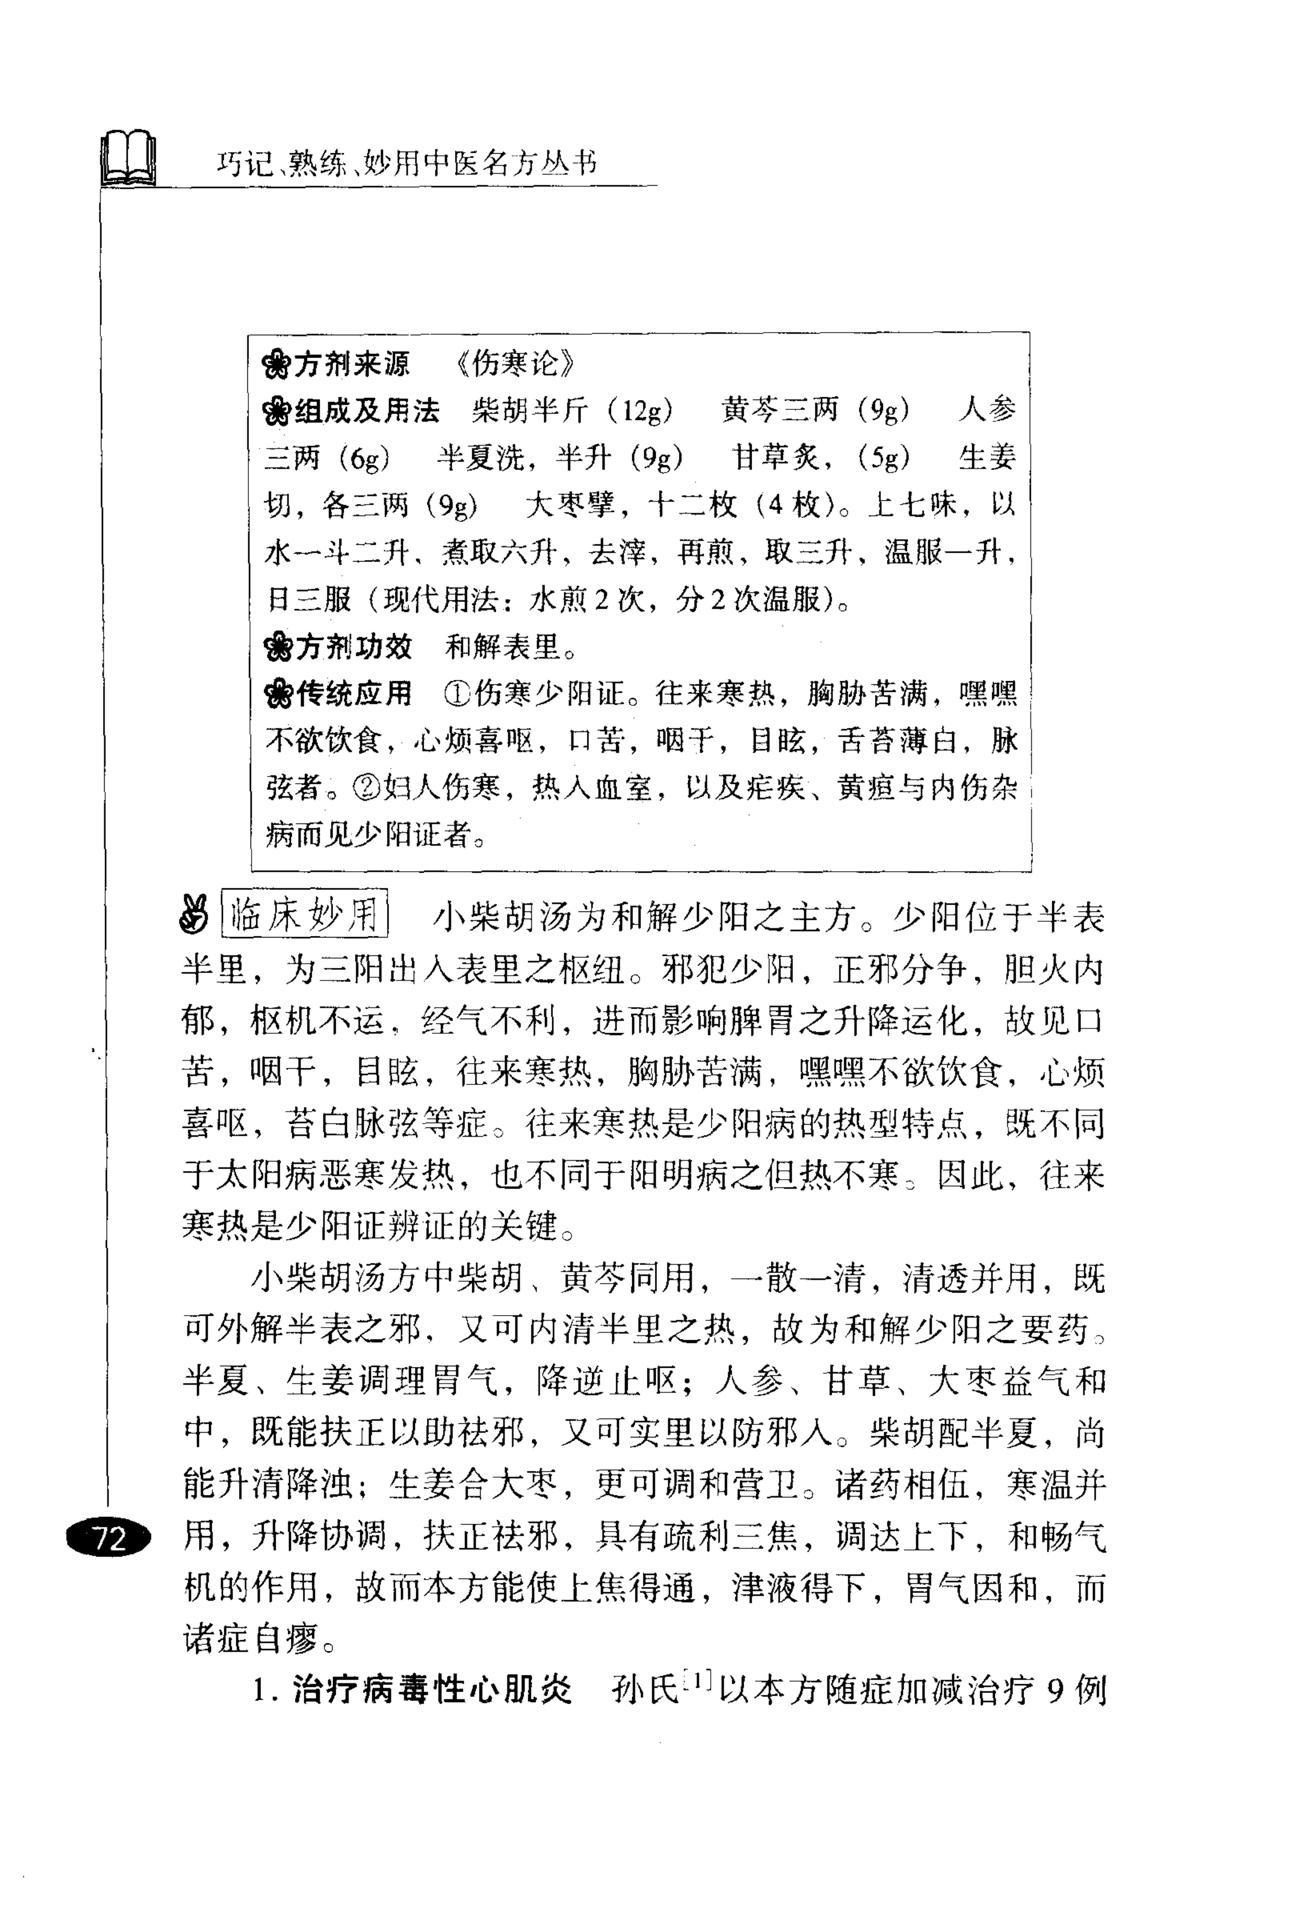 巧记、熟练、妙用中医名方丛书
方剂来源 《伤寒论》
组成及用法 柴胡半斤（12g） 黄芩三两（9g） 人参
三两（6g） 半夏洗，半升（9g） 甘草炙，（5g） 生姜
切，各三两（9g） 大枣擘，十二枚（4枚）。上七味，以
水一斗二升、煮取六升，去滓，再煎，取三升，温服一升，
日三服（现代用法：水煎2次，分2次温服）。
方剂功效 和解表里。
传统应用 ①伤寒少阳证。往来寒热，胸胁苦满，嘿嘿
不欲饮食，心烦喜呕，口苦，咽干，目眩，舌苔薄白，脉
弦者。②妇人伤寒，热入血室，以及疟疾、黄疸与内伤杂
病而见少阳证者。
临床妙用 小柴胡汤为和解少阳之主方。少阳位于半表
半里，为三阳出入表里之枢纽。邪犯少阳，正邪分争，胆火内
郁，枢机不运，经气不利，进而影响脾胃之升降运化，故见口
苦，咽干，目眩，往来寒热，胸胁苦满，嘿嘿不欲饮食，心烦
喜呕，苔白脉弦等症。往来寒热是少阳病的热型特点，既不同
于太阳病恶寒发热，也不同于阳明病之但热不寒。因此，往来
寒热是少阳证辨证的关键。
小柴胡汤方中柴胡、黄芩同用，一散一清，清透并用，既
可外解半表之邪，又可内清半里之热，故为和解少阳之要药。
半夏、生姜调理胃气，降逆止呕；人参、甘草、大枣益气和
中，既能扶正以助祛邪，又可实里以防邪入。柴胡配半夏，尚
能升清降浊；生姜合大枣，更可调和营卫。诸药相伍，寒温并
用，升降协调，扶正祛邪，具有疏利三焦，调达上下，和畅气
机的作用，故而本方能使上焦得通，津液得下，胃气因和，而
诸症自瘳。
1. 治疗病毒性心肌炎 孙氏[1]以本方随症加减治疗 9 例
72